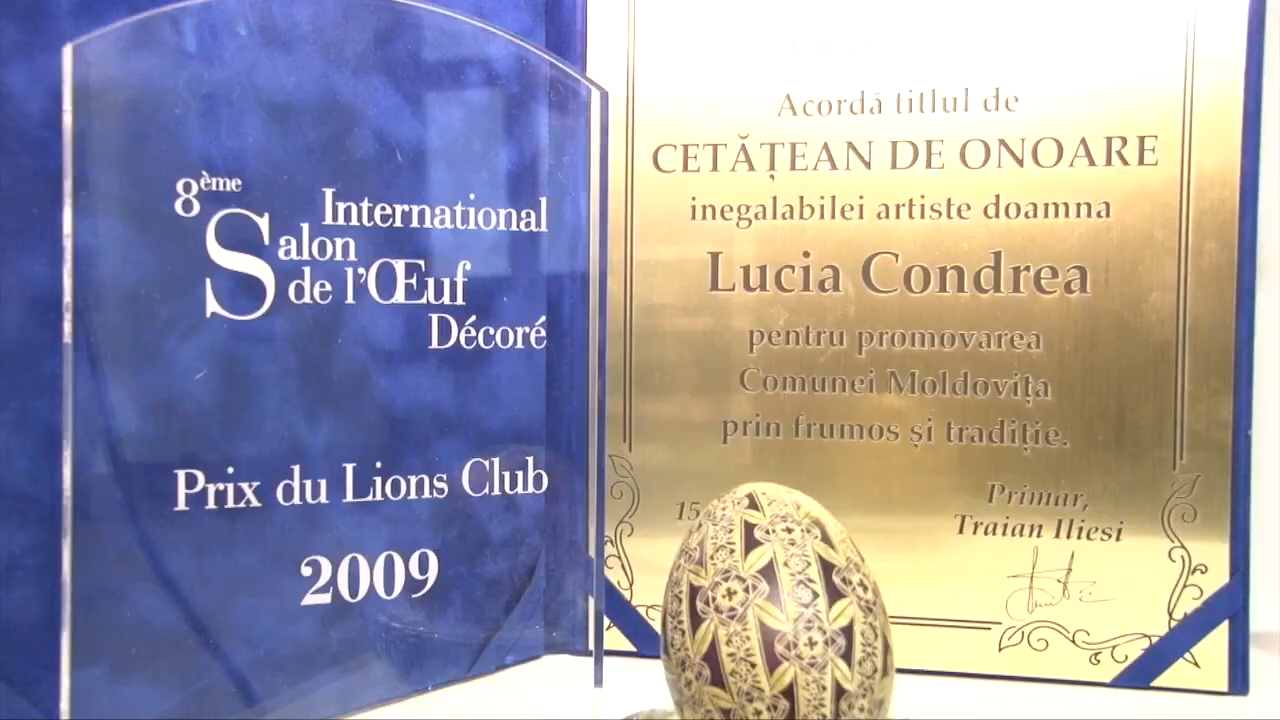 8ème International
Salon
de l'Œuf
Décoré
Prix du Lions Club
2009
Acordă titlul de
CETĂȚEAN DE ONOARE
inegalabilei artiste doamna
Lucia Condrea
pentru promovarea
Comunei Moldovița
prin frumos și tradiție.
15
Primar,
Traian Iliesi